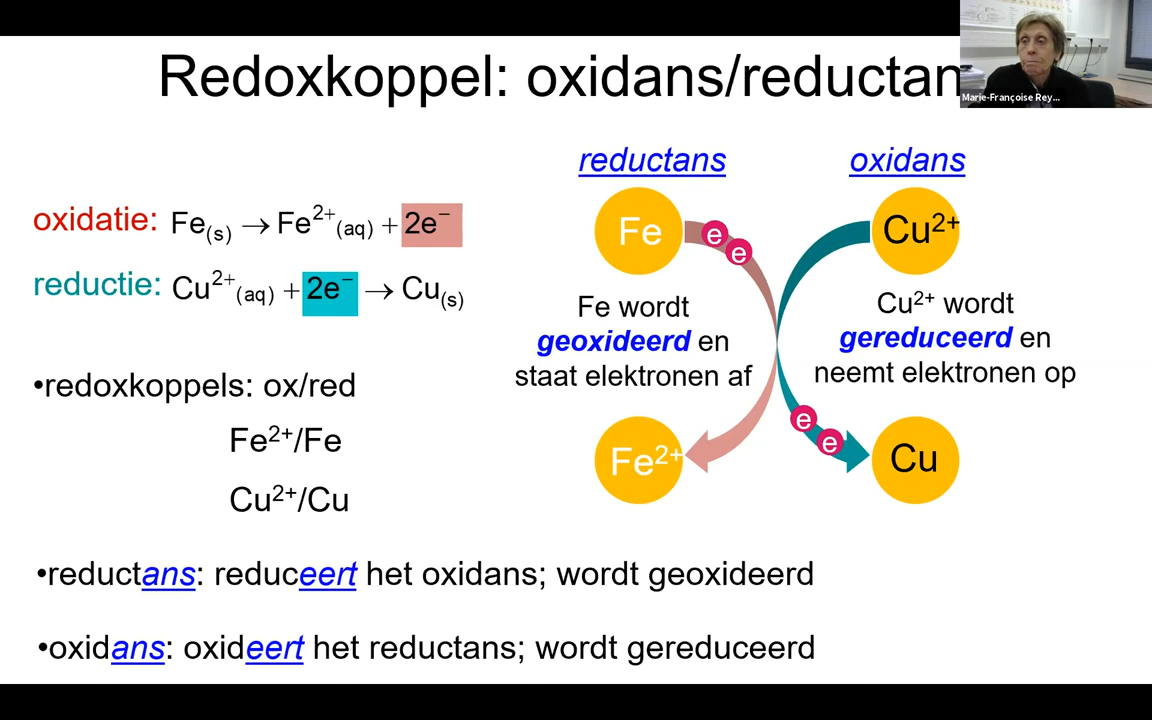 Redoxkoppel: oxidans/reductan
Marie-Françoise Rey...
oxidatie: Fe(s) → Fe²⁺(aq) + 2e⁻
reductie: Cu²⁺(aq) + 2e⁻ → Cu(s)
•redoxkoppels: ox/red
Fe²⁺/Fe
Cu²⁺/Cu
reductans
oxidans
Fe
e
e
Cu²⁺
Fe wordt
geoxideerd en
staat elektronen af
Cu²⁺ wordt
gereduceerd en
neemt elektronen op
Fe²⁺
e
e
Cu
•reductans: reduceert het oxidans; wordt geoxideerd
•oxidans: oxideert het reductans; wordt gereduceerd